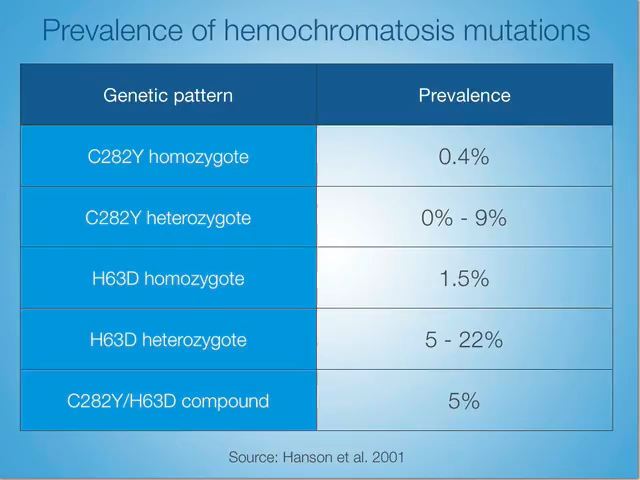 Prevalence of hemochromatosis mutations
Genetic pattern Prevalence
C282Y homozygote 0.4%
C282Y heterozygote 0% - 9%
H63D homozygote 1.5%
H63D heterozygote 5 - 22%
C282Y/H63D compound 5%
Source: Hanson et al. 2001